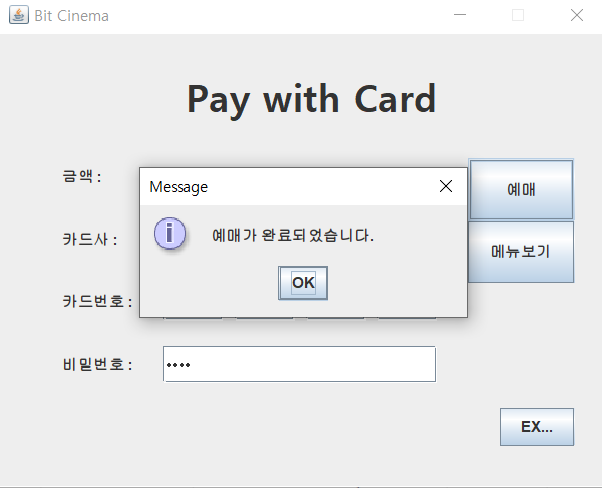 Bit Cinema
Pay with Card
금액 :
예매
Message
예매가 완료되었습니다.
OK
카드사 :
메뉴보기
카드번호 :
비밀번호 :
••••
EX...